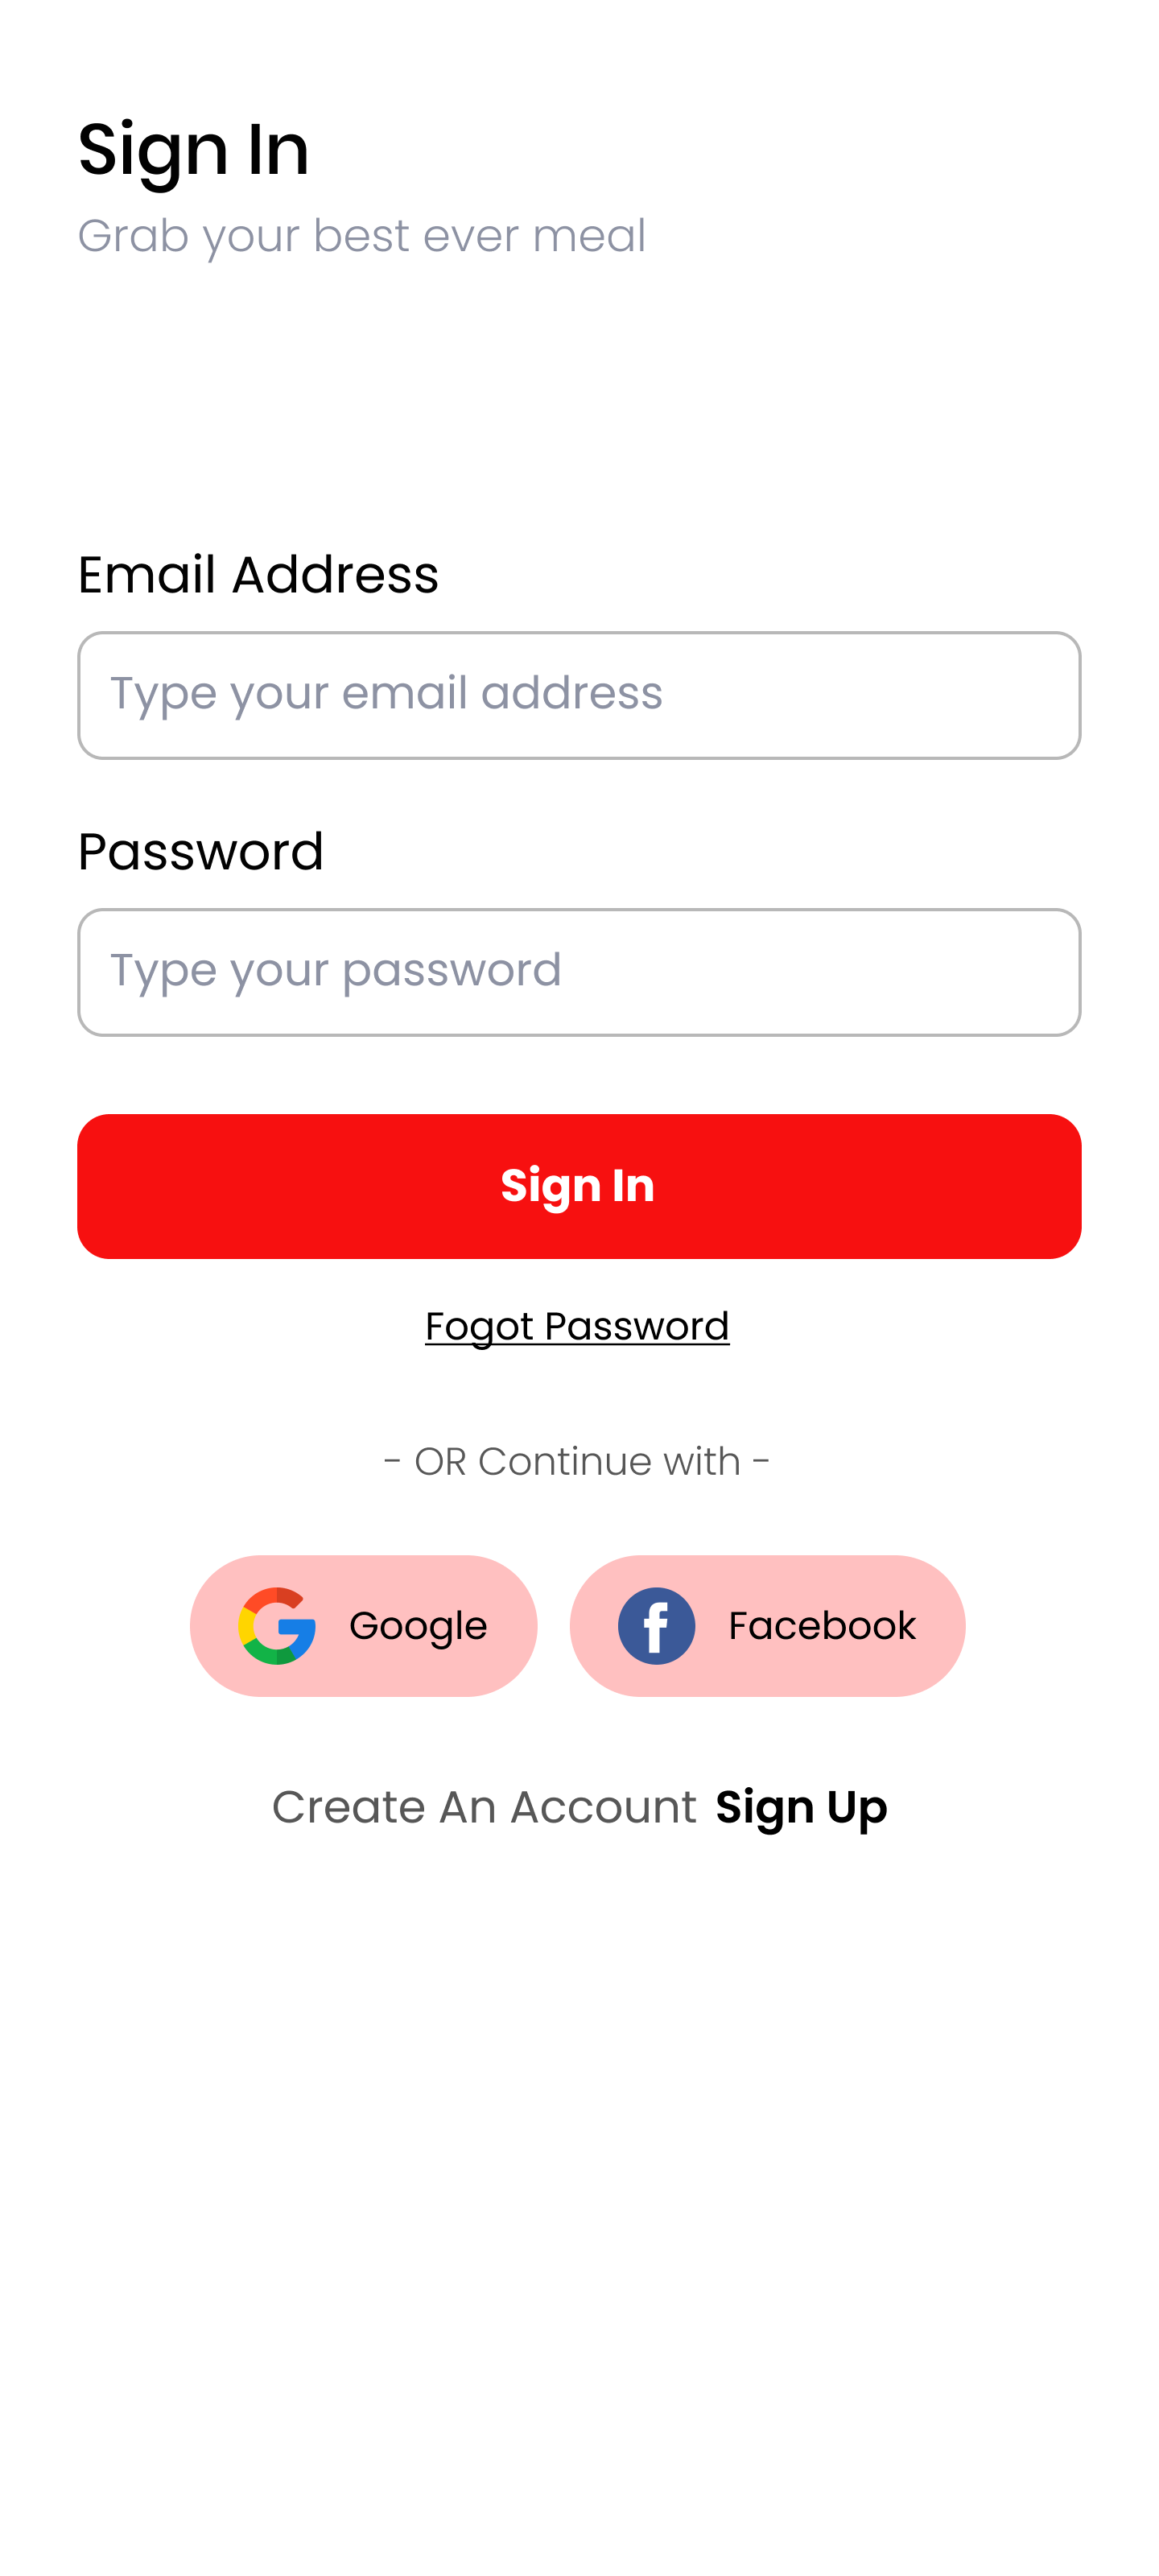 Sign In
Grab your best ever meal
Email Address
Type your email address
Password
Type your password
Sign In
Fogot Password
- OR Continue with -
Google
Facebook
Create An Account Sign Up